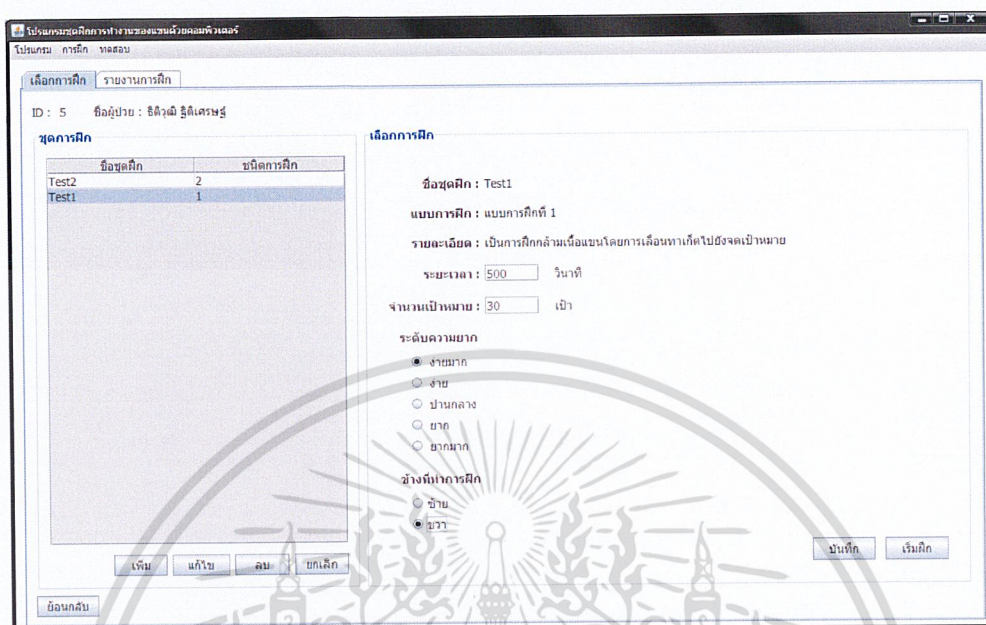 โปรแกรมชุดฝึกการทำงานของแขนด้วยคอมพิวเตอร์
โปรแกรม การฝึก ทดสอบ
เลือกการฝึก รายงานการฝึก
ID : 5 ชื่อผู้ป่วย : ธิติวุฒิ ฐิติเศรษฐ์
ชุดการฝึก
ชื่อชุดฝึก ชนิดการฝึก
Test2 2
Test1 1
เพิ่ม แก้ไข ลบ ยกเลิก
ย้อนกลับ
เลือกการฝึก
ชื่อชุดฝึก : Test1
แบบการฝึก : แบบการฝึกที่ 1
รายละเอียด : เป็นการฝึกกล้ามเนื้อแขนโดยการเลื่อนทาเก็ตไปยังจุดเป้าหมาย
ระยะเวลา : 500 วินาที
จำนวนเป้าหมาย : 30 เป้า
ระดับความยาก
ง่ายมาก
ง่าย
ปานกลาง
ยาก
ยากมาก
ข้างที่ทำการฝึก
ซ้าย
ขวา
บันทึก เริ่มฝึก